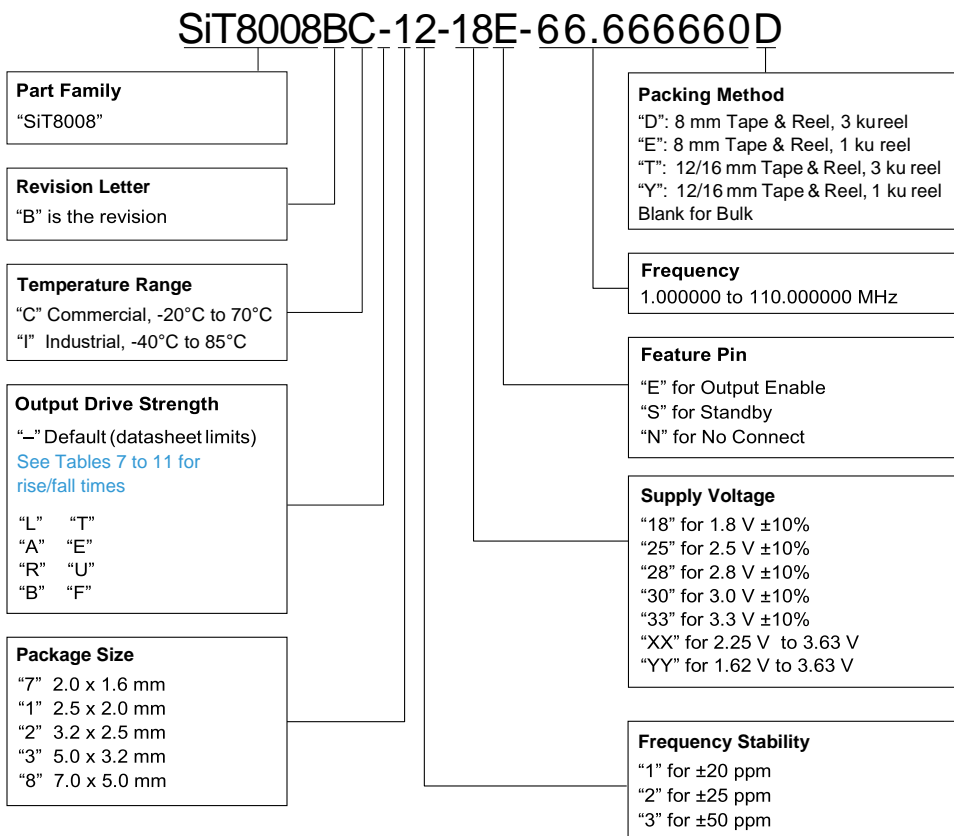 SiT8008BC-12-18E-66.666660D
Part Family
“SiT8008”
Revision Letter
“B” is the revision
Temperature Range
“C” Commercial, -20°C to 70°C
“I” Industrial, -40°C to 85°C
Output Drive Strength
“–” Default (datasheet limits)
See Tables 7 to 11 for
rise/fall times
“L” “T”
“A” “E”
“R” “U”
“B” “F”
Package Size
“7” 2.0 x 1.6 mm
“1” 2.5 x 2.0 mm
“2” 3.2 x 2.5 mm
“3” 5.0 x 3.2 mm
“8” 7.0 x 5.0 mm
Packing Method
“D”: 8 mm Tape & Reel, 3 ku reel
“E”: 8 mm Tape & Reel, 1 ku reel
“T”: 12/16 mm Tape & Reel, 3 ku reel
“Y”: 12/16 mm Tape & Reel, 1 ku reel
Blank for Bulk
Frequency
1.000000 to 110.000000 MHz
Feature Pin
“E” for Output Enable
“S” for Standby
“N” for No Connect
Supply Voltage
“18” for 1.8 V ±10%
“25” for 2.5 V ±10%
“28” for 2.8 V ±10%
“30” for 3.0 V ±10%
“33” for 3.3 V ±10%
“XX” for 2.25 V to 3.63 V
“YY” for 1.62 V to 3.63 V
Frequency Stability
“1” for ±20 ppm
“2” for ±25 ppm
“3” for ±50 ppm